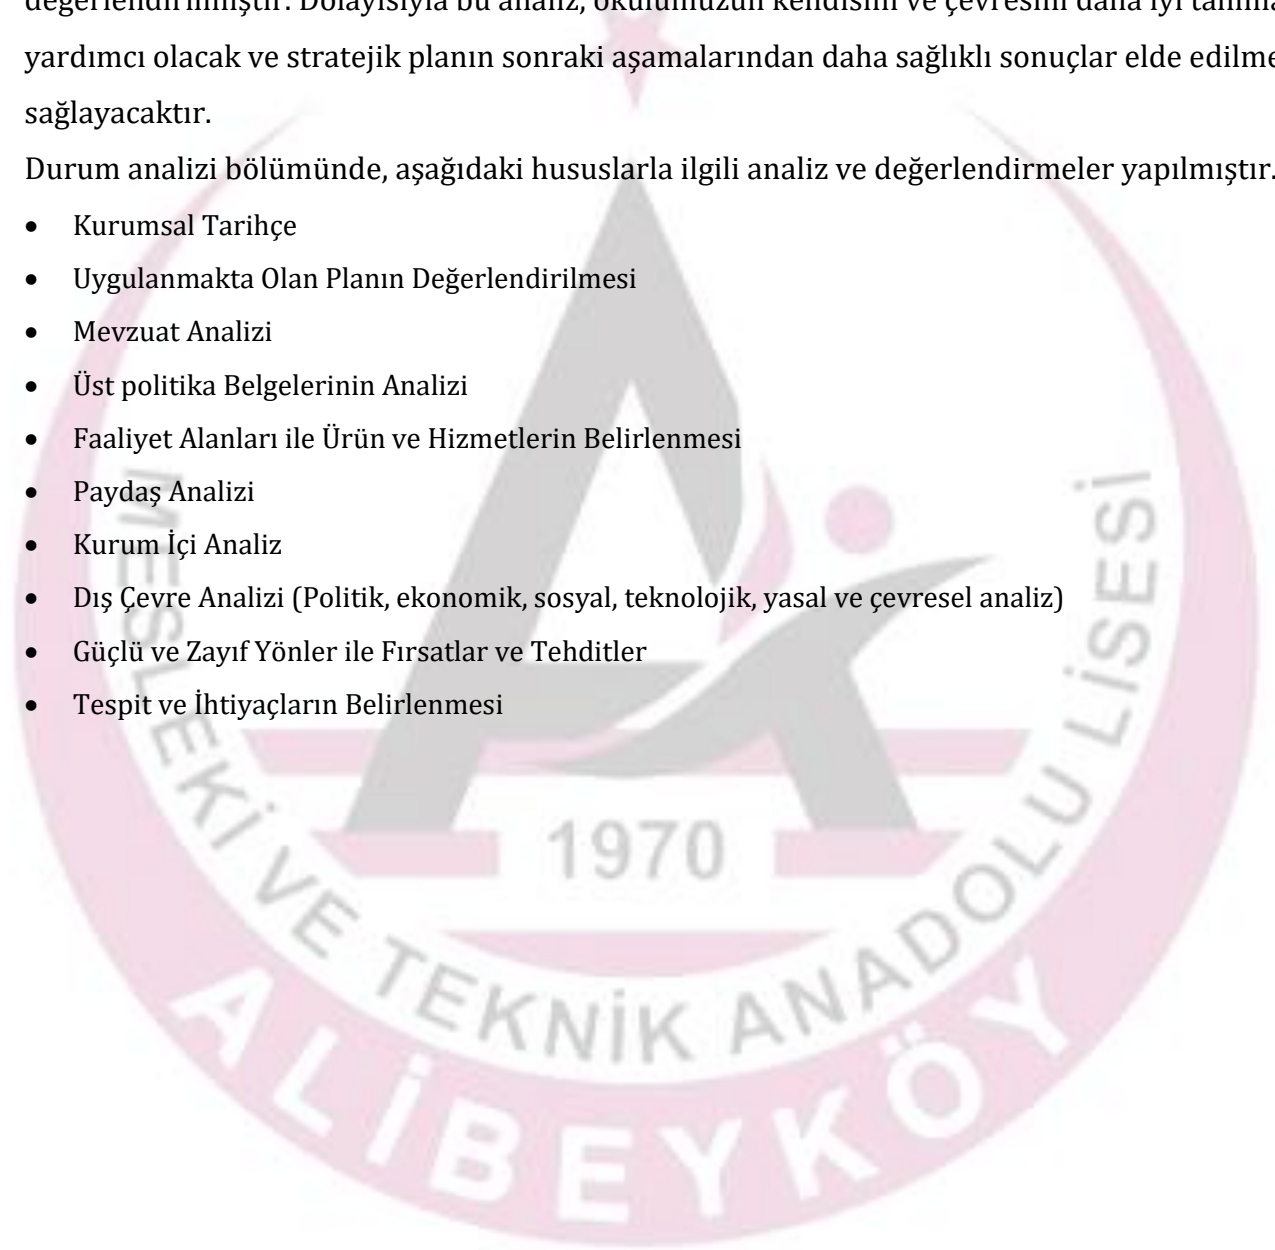 değerlendirilmiştir. Dolayısıyla bu analiz, okulumuzun kendisini ve çevresini daha iyi
yardımcı olacak ve stratejik planın sonraki aşamalarından daha sağlıklı sonuçlar elde
sağlayacaktır.
Durum analizi bölümünde, aşağıdaki hususlarla ilgili analiz ve değerlendirmeler yapılmıştır.
• Kurumsal Tarihçe
• Uygulanmakta Olan Planın Değerlendirilmesi
• Mevzuat Analizi
• Üst politika Belgelerinin Analizi
• Faaliyet Alanları ile Ürün ve Hizmetlerin Belirlenmesi
• Paydaş Analizi
• Kurum İçi Analiz
• Dış Çevre Analizi (Politik, ekonomik, sosyal, teknolojik, yasal ve çevresel analiz)
• Güçlü ve Zayıf Yönler ile Fırsatlar ve Tehditler
• Tespit ve İhtiyaçların Belirlenmesi
1970
MESLEKİ VE TEKNİK ANADOLU LİSESİ
ALİBEYKÖY